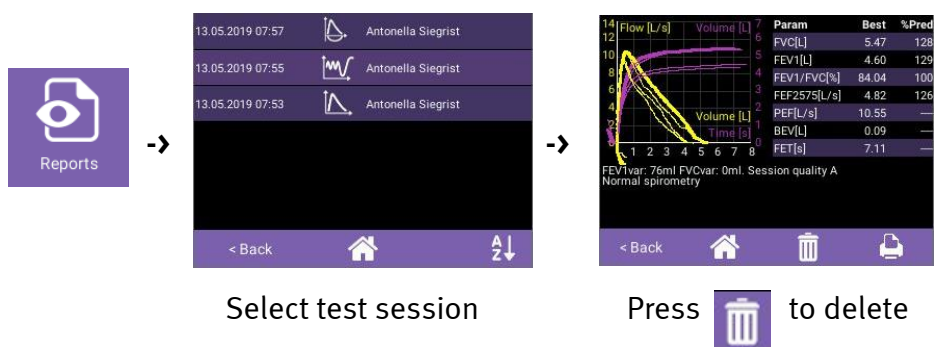 Reports
->
13.05.2019 07:57 Antonella Siegrist
13.05.2019 07:55 Antonella Siegrist
13.05.2019 07:53 Antonella Siegrist
< Back A Z
Select test session
->
Flow [L/s] Volume [L]
14
12
10
8
6
4
2
0
7
6
5
4
3
2
1
0
Volume [L]
Time [s]
1 2 3 4 5 6 7 8
Param Best %Pred
FVC[L] 5.47 128
FEV1[L] 4.60 129
FEV1/FVC[%] 84.04 100
FEF2575[L/s] 4.82 126
PEF[L/s] 10.55 —
BEV[L] 0.09 —
FET[s] 7.11 —
FEV1var: 76ml FVCvar: 0ml. Session quality A
Normal spirometry
< Back
Press to delete